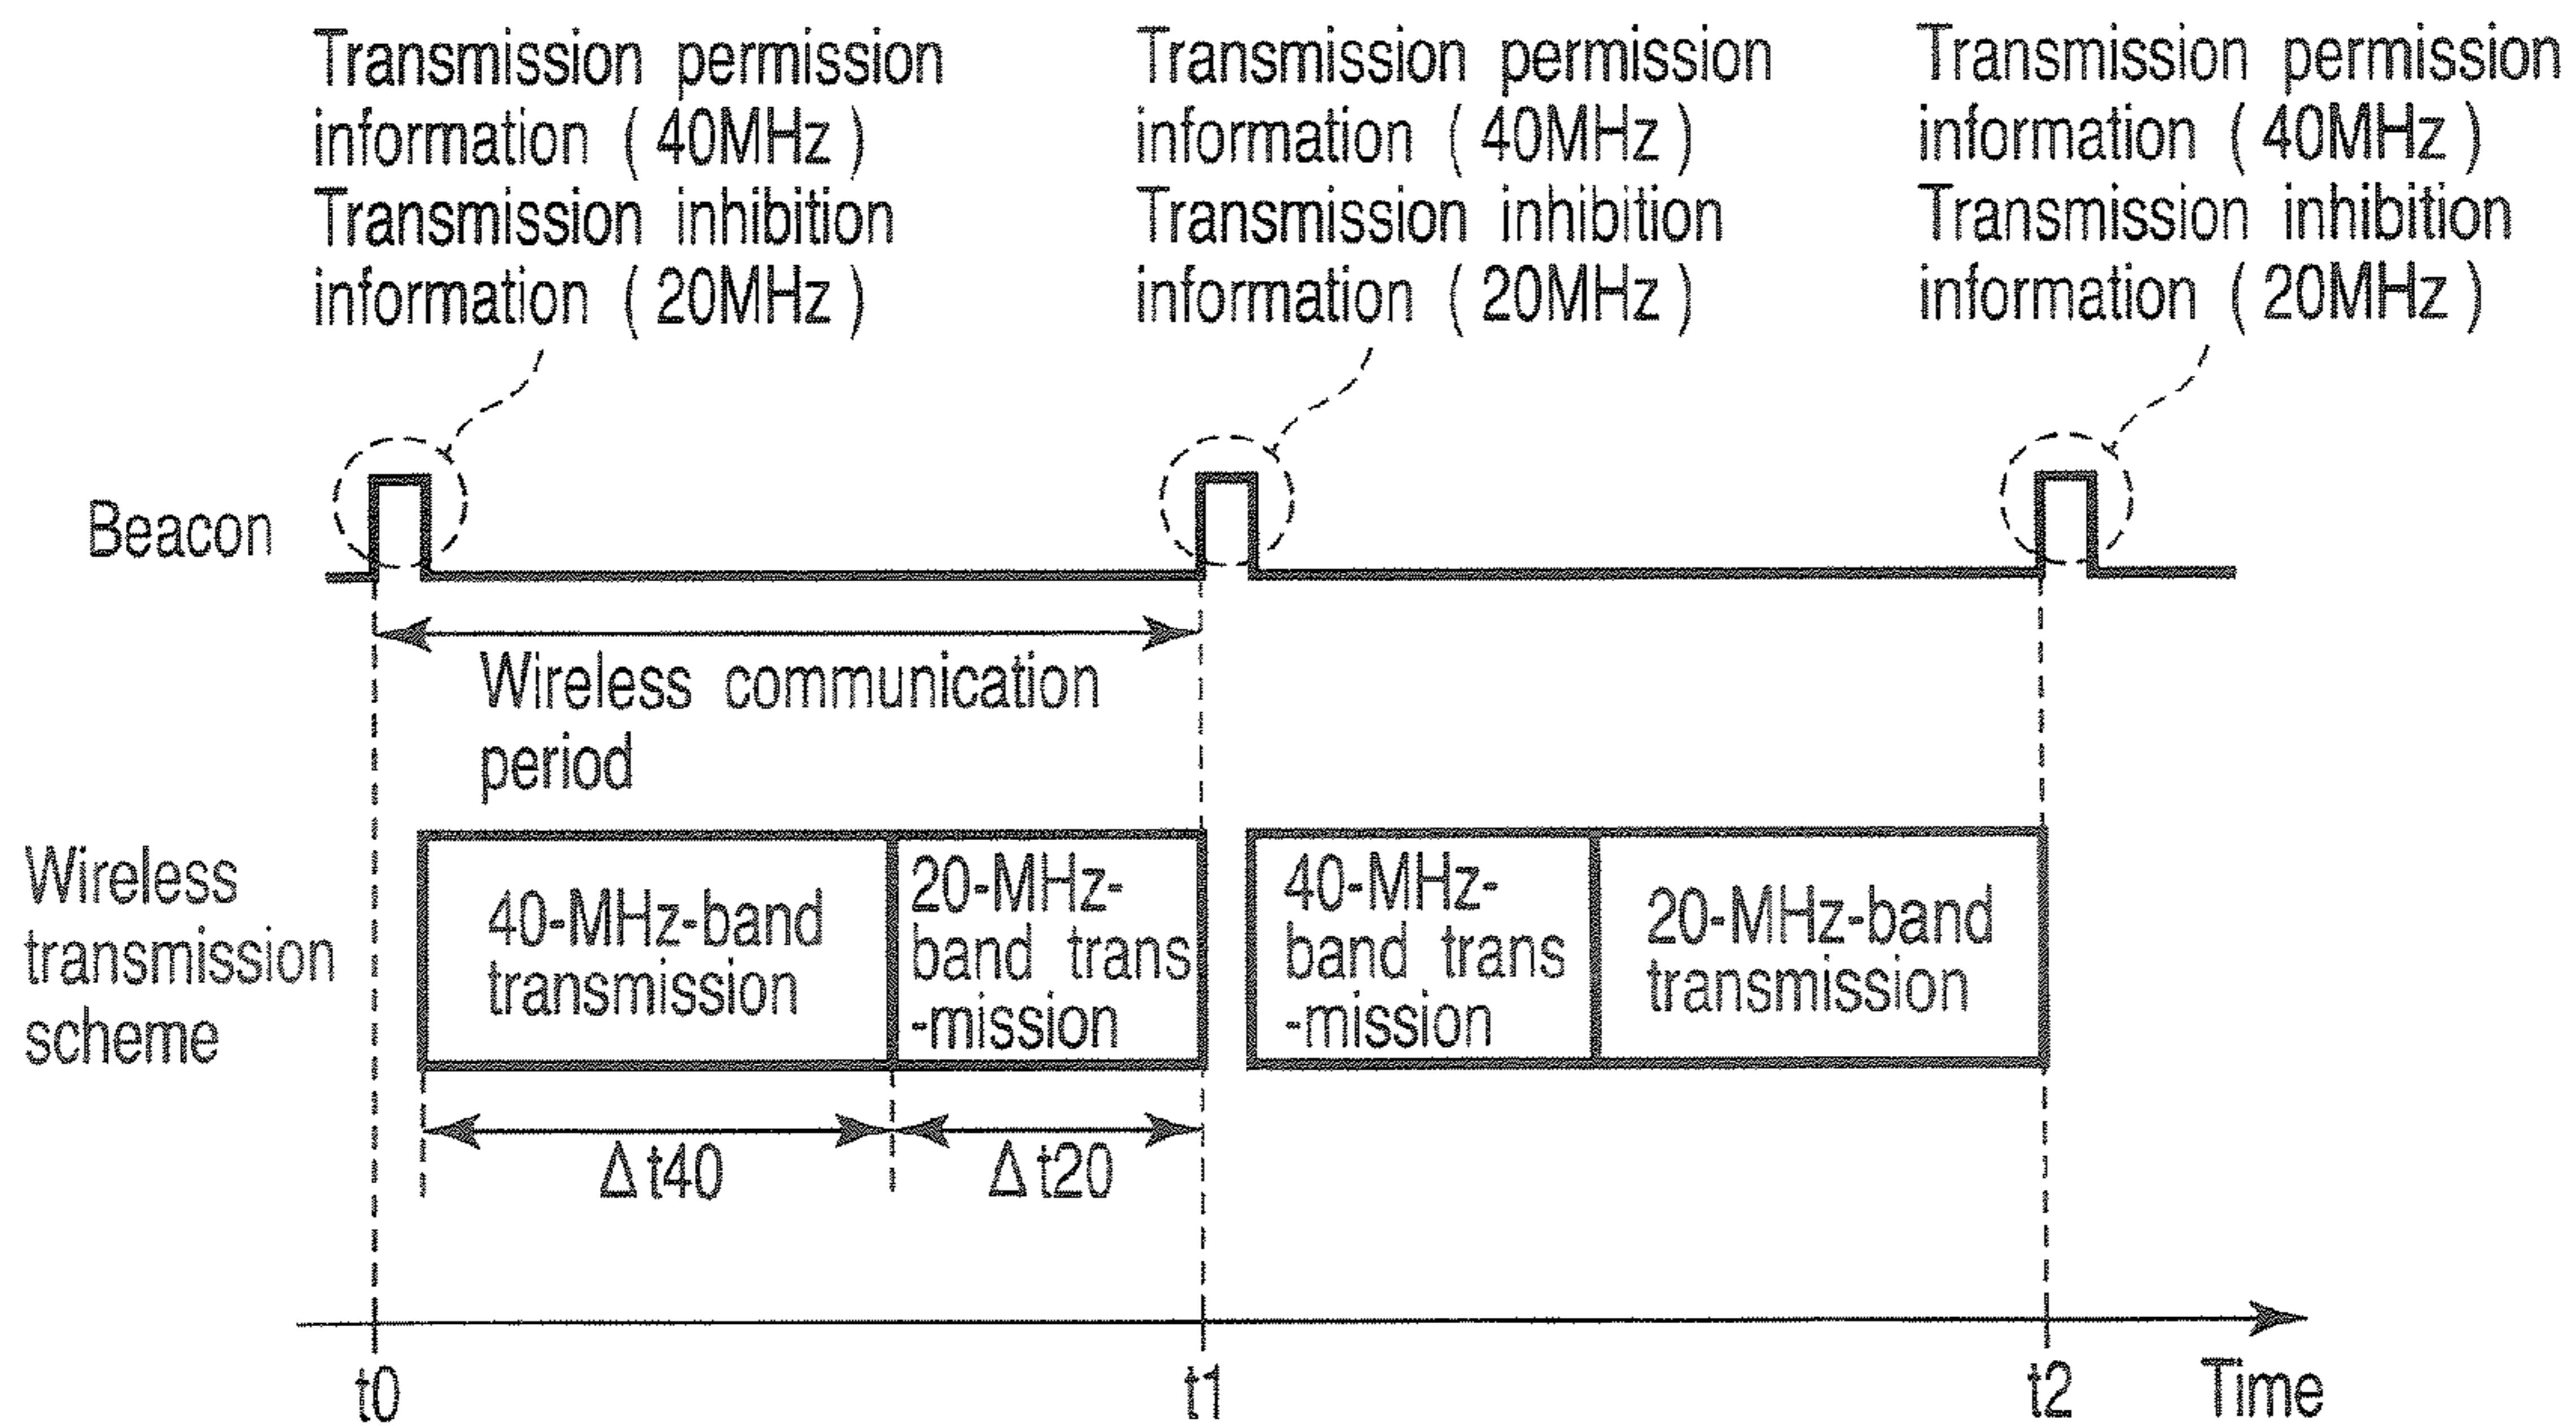 Transmission permission
information ( 40MHz )
Transmission inhibition
information ( 20MHz )
Transmission permission
information ( 40MHz )
Transmission inhibition
information ( 20MHz )
Transmission permission
information ( 40MHz )
Transmission inhibition
information ( 20MHz )
Beacon
Wireless communication
period
Wireless
transmission
scheme
40-MHz-band
transmission
20-MHz-
band trans
-mission
40-MHz-
band trans
-mission
20-MHz-band
transmission
Δt40
Δt20
t0
t1
t2
Time